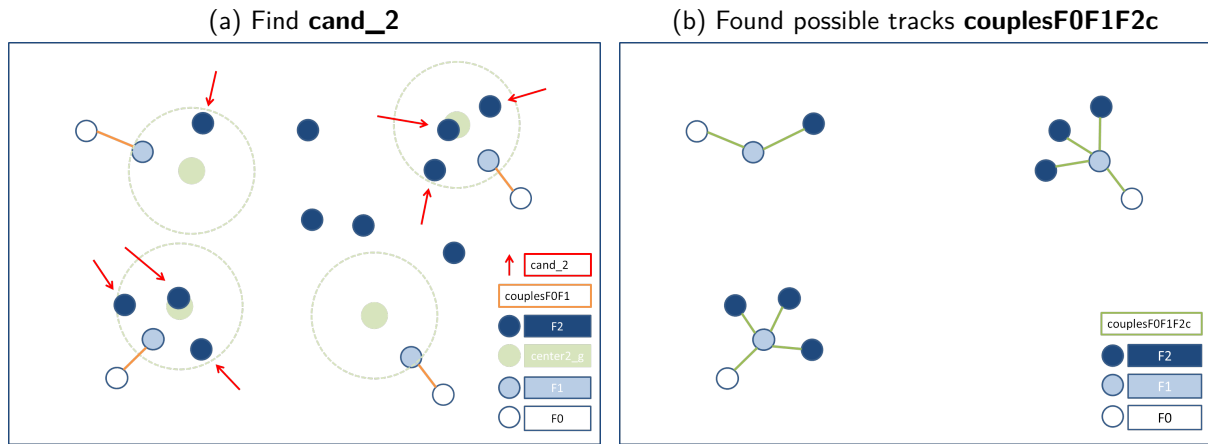 (a) Find cand_2
(b) Found possible tracks couplesF0F1F2c
cand_2
couplesF0F1
F2
center2_g
F1
F0
couplesF0F1F2c
F2
F1
F0